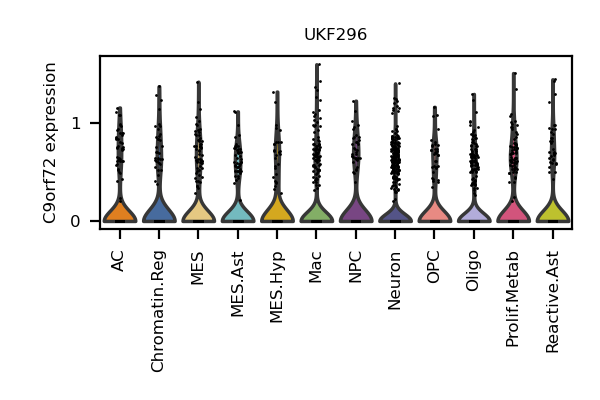 UKF296
C9orf72 expression
1
0
AC
Chromatin.Reg
MES
MES.Ast
MES.Hyp
Mac
NPC
Neuron
OPC
Oligo
Prolif.Metab
Reactive.Ast